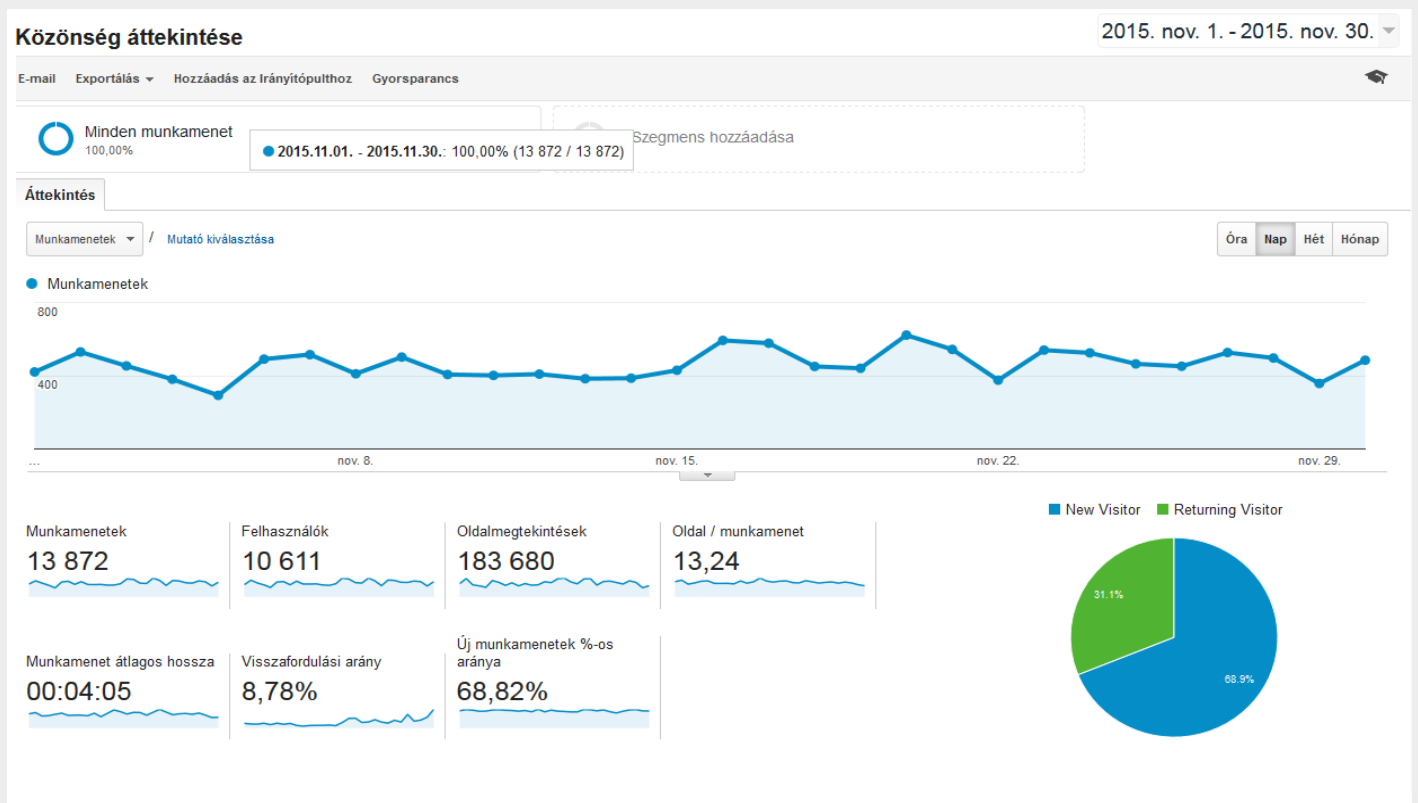 Közönség áttekintése
2015. nov. 1. - 2015. nov. 30.
E-mail Exportálás Hozzáadás az Irányítópulthoz Gyorsparancs
Minden munkamenet
100,00%
2015.11.01. - 2015.11.30.: 100,00% (13 872 / 13 872)
Szegmens hozzáadása
Áttekintés
Munkamenetek / Mutató kiválasztása
Óra Nap Hét Hónap
Munkamenetek
800
400
... nov. 8. nov. 15. nov. 22. nov. 29.
New Visitor Returning Visitor
Munkamenetek
13 872
Felhasználók
10 611
Oldalmegtekintések
183 680
Oldal / munkamenet
13,24
Munkamenet átlagos hossza
00:04:05
Visszafordulási arány
8,78%
Új munkamenetek %-os
aránya
68,82%
31.1%
68.9%